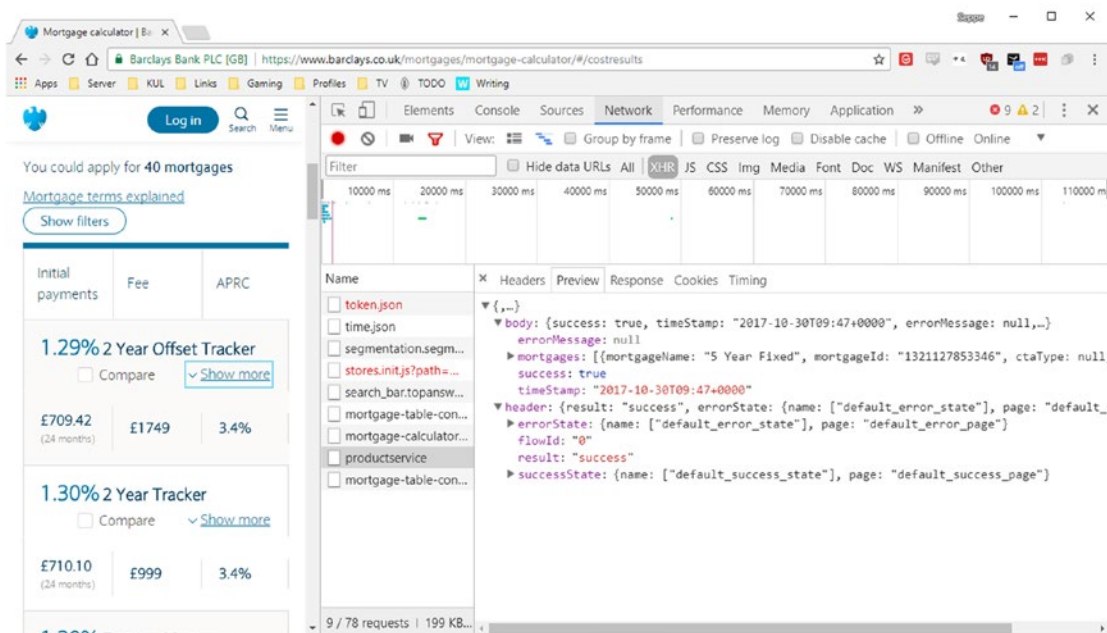 Seppe
Mortgage calculator | Ba
Barclays Bank PLC [GB] | https://www.barclays.co.uk/mortgages/mortgage-calculator/#/costresults
Apps Server KUL Links Gaming Profiles TV TODO W Writing
Log in Search Menu
You could apply for 40 mortgages
Mortgage terms explained
Show filters
Initial payments Fee APRC
1.29% 2 Year Offset Tracker
Compare Show more
£709.42 £1749 3.4%
(24 months)
1.30% 2 Year Tracker
Compare Show more
£710.10 £999 3.4%
(24 months)
Elements Console Sources Network Performance Memory Application » 9 2
View: Group by frame Preserve log Disable cache Offline Online
Filter Hide data URLs All XHR JS CSS Img Media Font Doc WS Manifest Other
10000 ms 20000 ms 30000 ms 40000 ms 50000 ms 60000 ms 70000 ms 80000 ms 90000 ms 100000 ms 110000 m
Name
token.json
time.json
segmentation.segm...
stores.init.js?path=...
search_bar.topansw...
mortgage-table-con...
mortgage-calculator...
productservice
mortgage-table-con...
9 / 78 requests | 199 KB...
× Headers Preview Response Cookies Timing
▼{,…}
▼body: {success: true, timeStamp: "2017-10-30T09:47+0000", errorMessage: null,…}
errorMessage: null
▶mortgages: [{mortgageName: "5 Year Fixed", mortgageId: "1321127853346", ctaType: null
success: true
timeStamp: "2017-10-30T09:47+0000"
▼header: {result: "success", errorState: {name: ["default_error_state"], page: "default_
▶errorState: {name: ["default_error_state"], page: "default_error_page"}
flowId: "0"
result: "success"
▶successState: {name: ["default_success_state"], page: "default_success_page"}